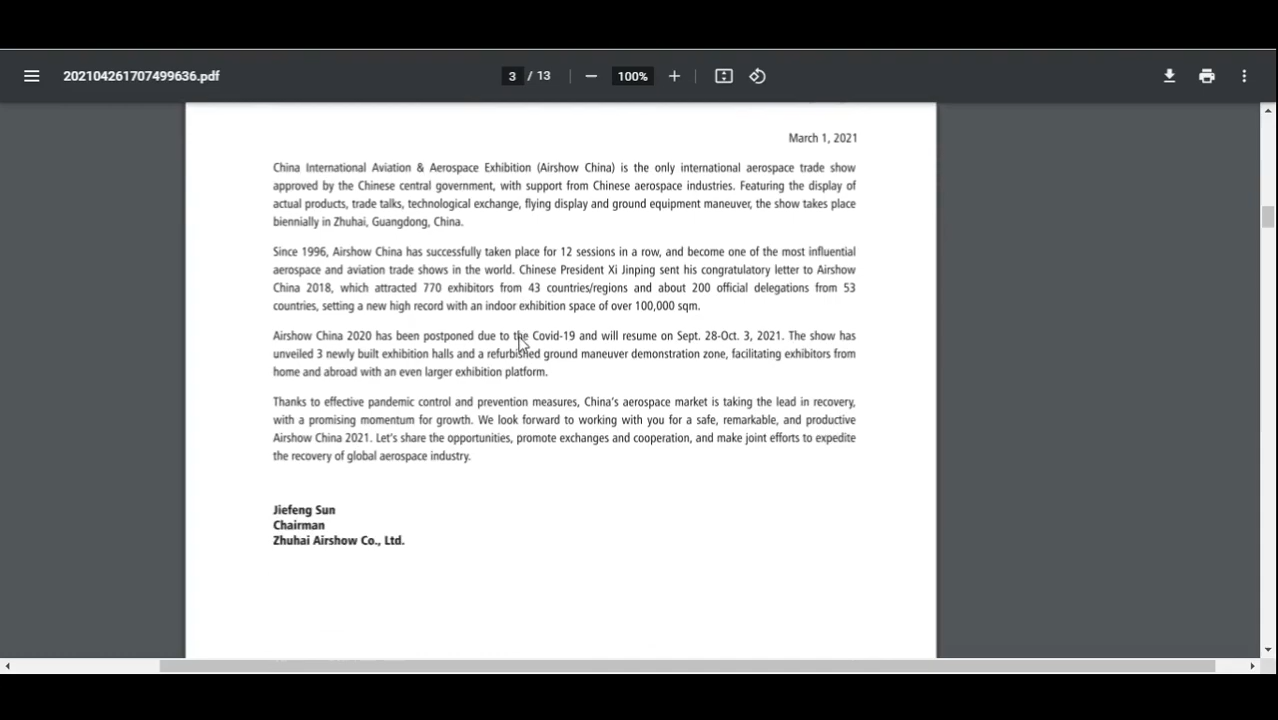 202104261707499636.pdf
3 / 13
100%
March 1, 2021
China International Aviation & Aerospace Exhibition (Airshow China) is the only international aerospace trade show
approved by the Chinese central government, with support from Chinese aerospace industries. Featuring the display of
actual products, trade talks, technological exchange, flying display and ground equipment maneuver, the show takes place
biennially in Zhuhai, Guangdong, China.
Since 1996, Airshow China has successfully taken place for 12 sessions in a row, and become one of the most influential
aerospace and aviation trade shows in the world. Chinese President Xi Jinping sent his congratulatory letter to Airshow
China 2018, which attracted 770 exhibitors from 43 countries/regions and about 200 official delegations from 53
countries, setting a new high record with an indoor exhibition space of over 100,000 sqm.
Airshow China 2020 has been postponed due to the Covid-19 and will resume on Sept. 28-Oct. 3, 2021. The show has
unveiled 3 newly built exhibition halls and a refurbished ground maneuver demonstration zone, facilitating exhibitors from
home and abroad with an even larger exhibition platform.
Thanks to effective pandemic control and prevention measures, China's aerospace market is taking the lead in recovery,
with a promising momentum for growth. We look forward to working with you for a safe, remarkable, and productive
Airshow China 2021. Let's share the opportunities, promote exchanges and cooperation, and make joint efforts to expedite
the recovery of global aerospace industry.
Jiefeng Sun
Chairman
Zhuhai Airshow Co., Ltd.